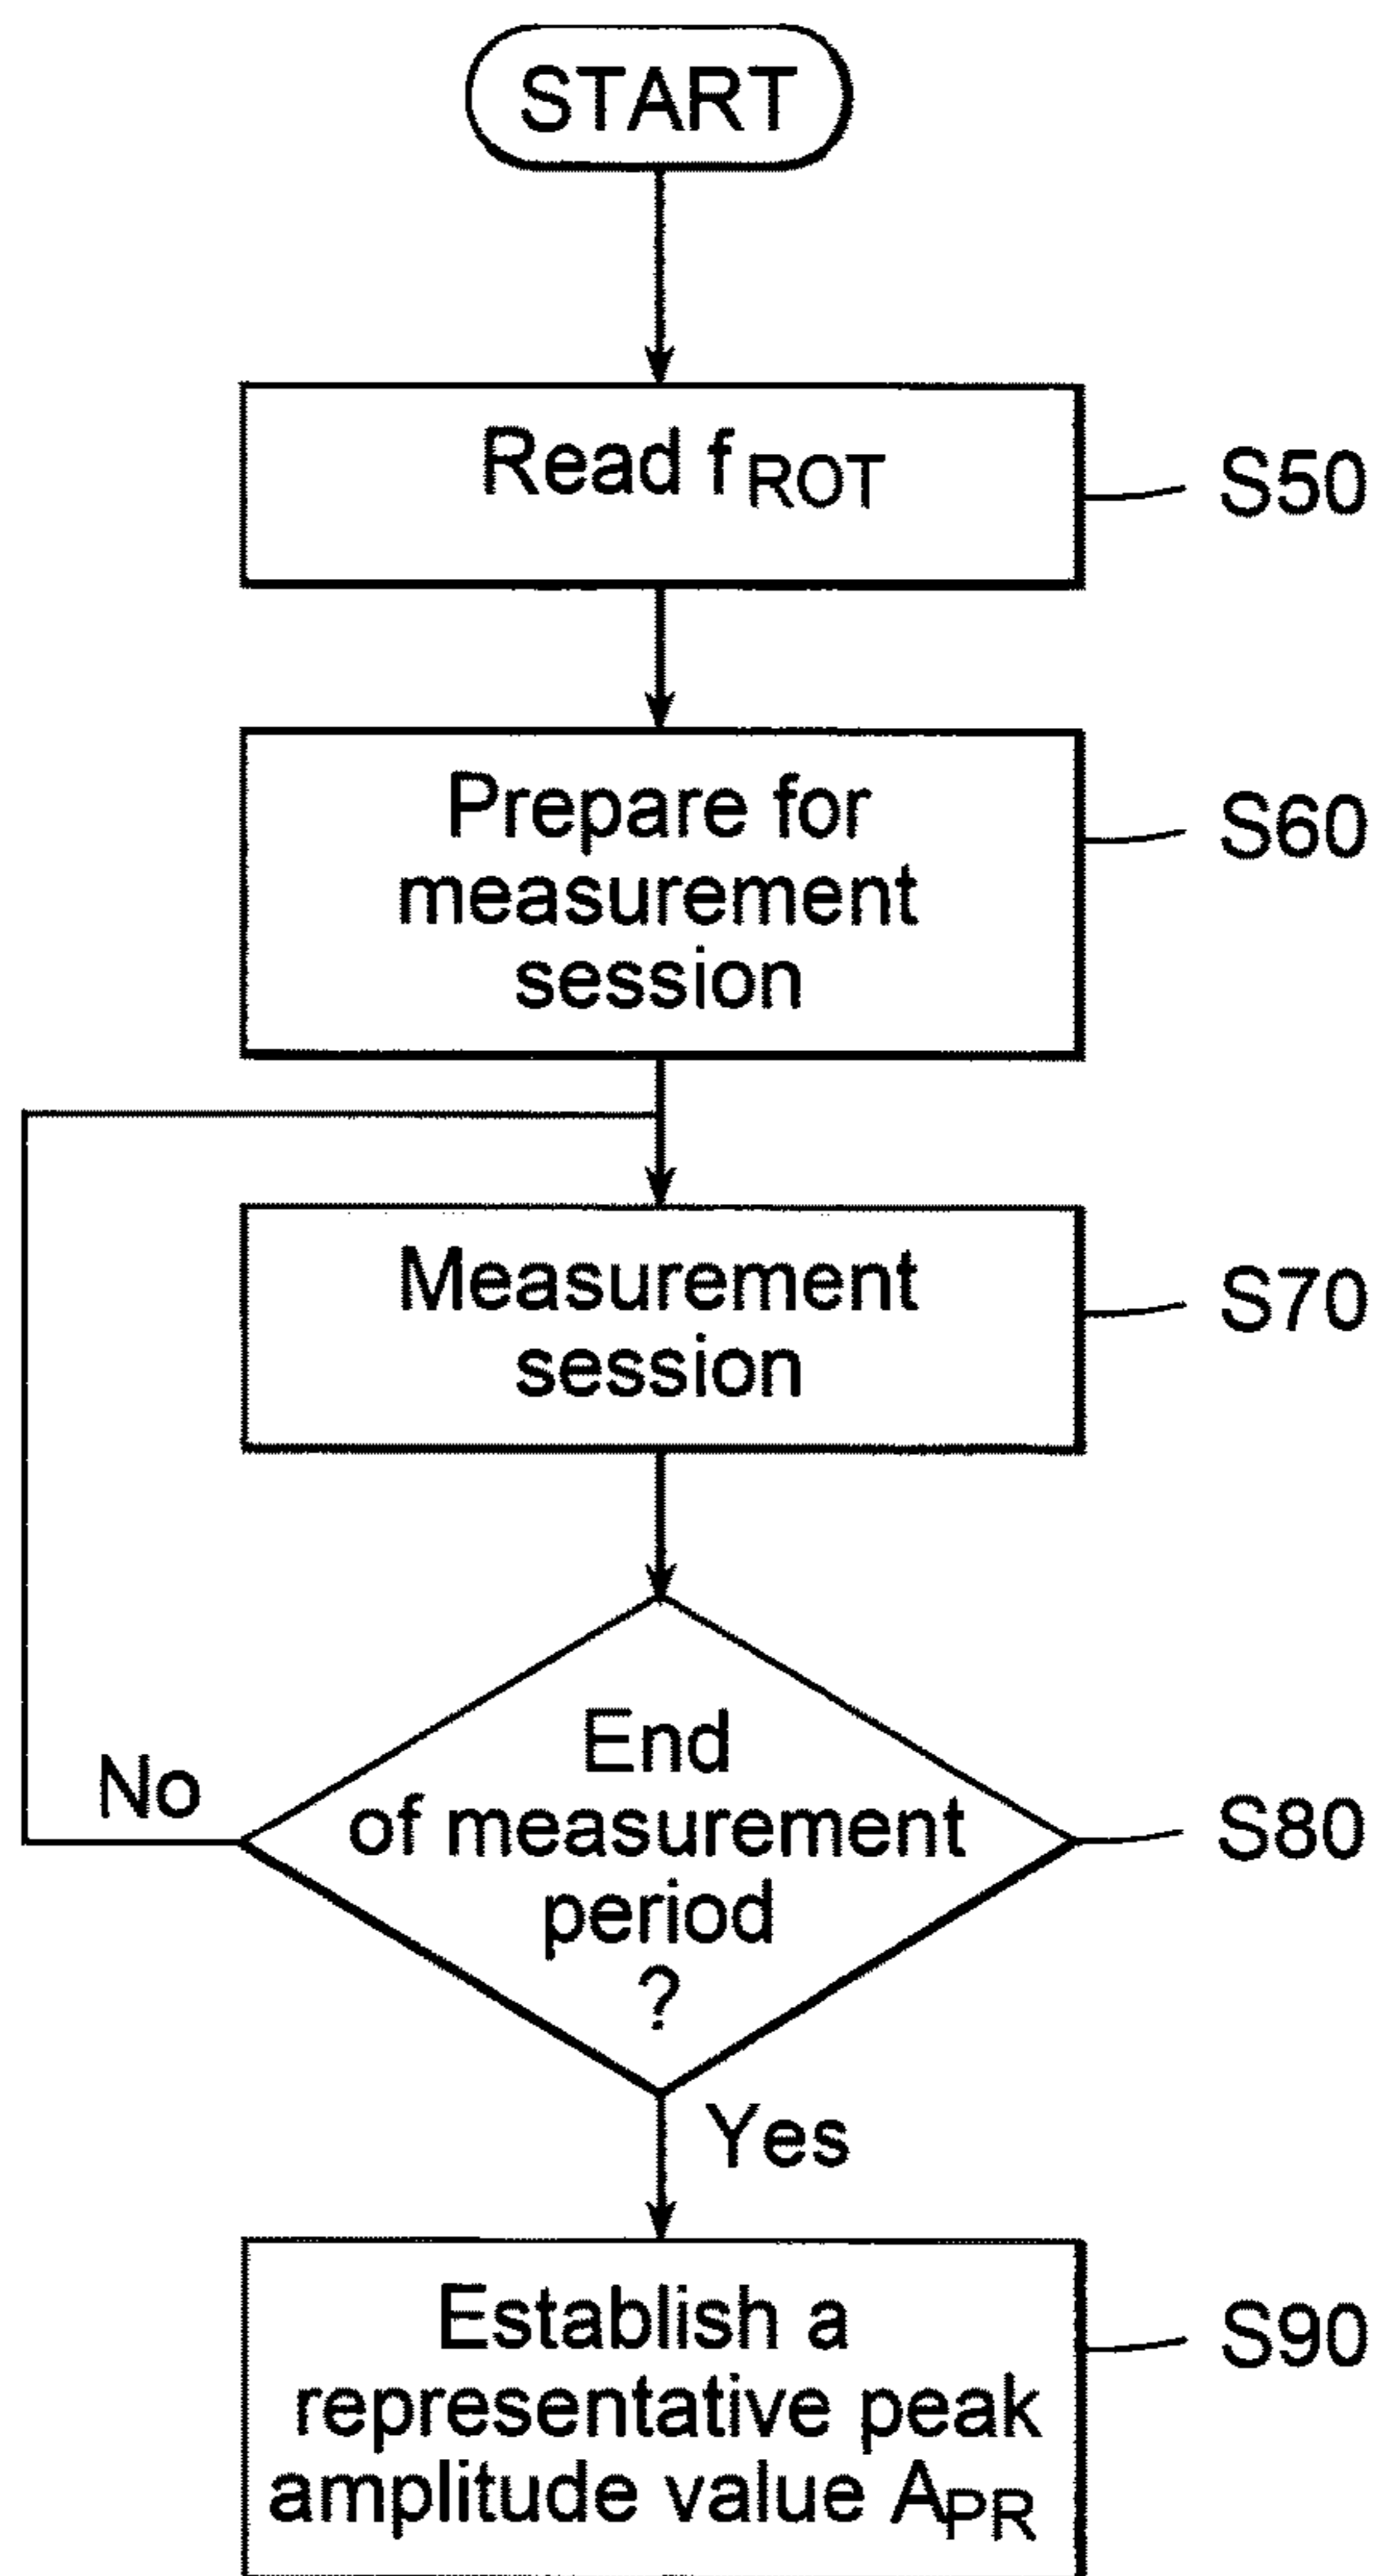 START
Read f ROT
S50
Prepare for
measurement
session
S60
Measurement
session
S70
End
of measurement
period
?
No
S80
Yes
Establish a
representative peak
amplitude value APR
S90